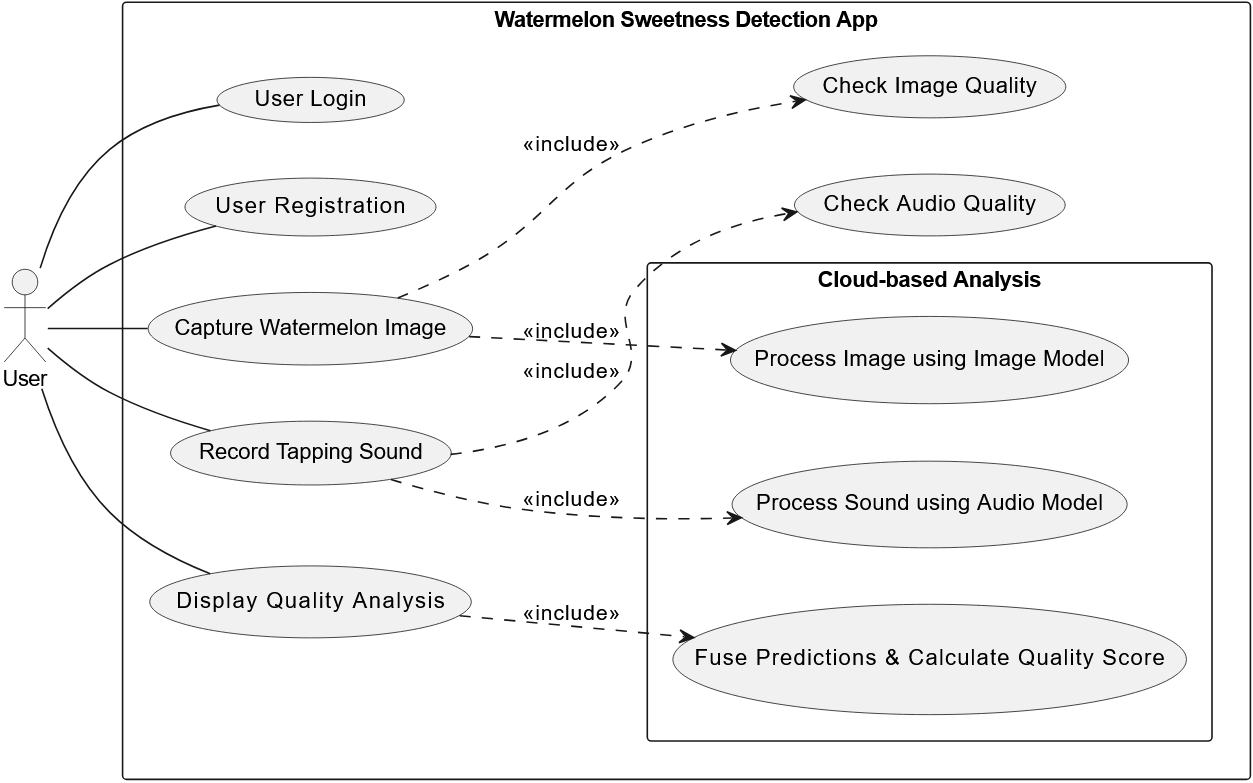 Watermelon Sweetness Detection App
User Login
Check Image Quality
«include»
User Registration
Check Audio Quality
Cloud-based Analysis
Capture Watermelon Image
«include»
Process Image using Image Model
«include»
User
Record Tapping Sound
«include»
Process Sound using Audio Model
Display Quality Analysis
«include»
Fuse Predictions & Calculate Quality Score